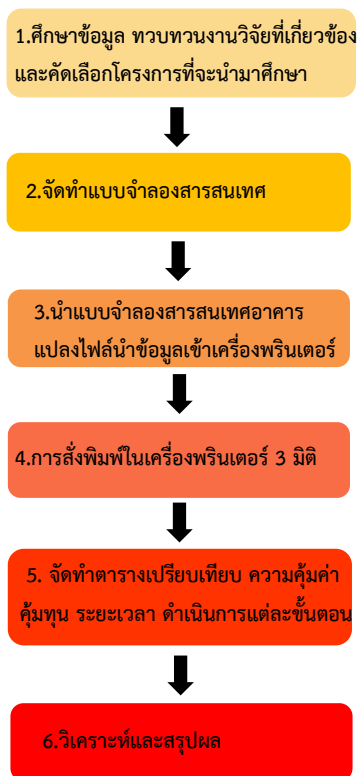 1.ศึกษาข้อมูล ทวบทวนงานวิจัยที่เกี่ยวข้อง
และคัดเลือกโครงการที่จะนำมาศึกษา
2.จัดทำแบบจำลองสารสนเทศ
3.นำแบบจำลองสารสนเทศอาคาร
แปลงไฟล์นำข้อมูลเข้าเครื่องพรินเตอร์
4.การสั่งพิมพ์ในเครื่องพรินเตอร์ 3 มิติ
5. จัดทำตารางเปรียบเทียบ ความคุ้มค่า
คุ้มทุน ระยะเวลา ดำเนินการแต่ละขั้นตอน
6.วิเคราะห์และสรุปผล